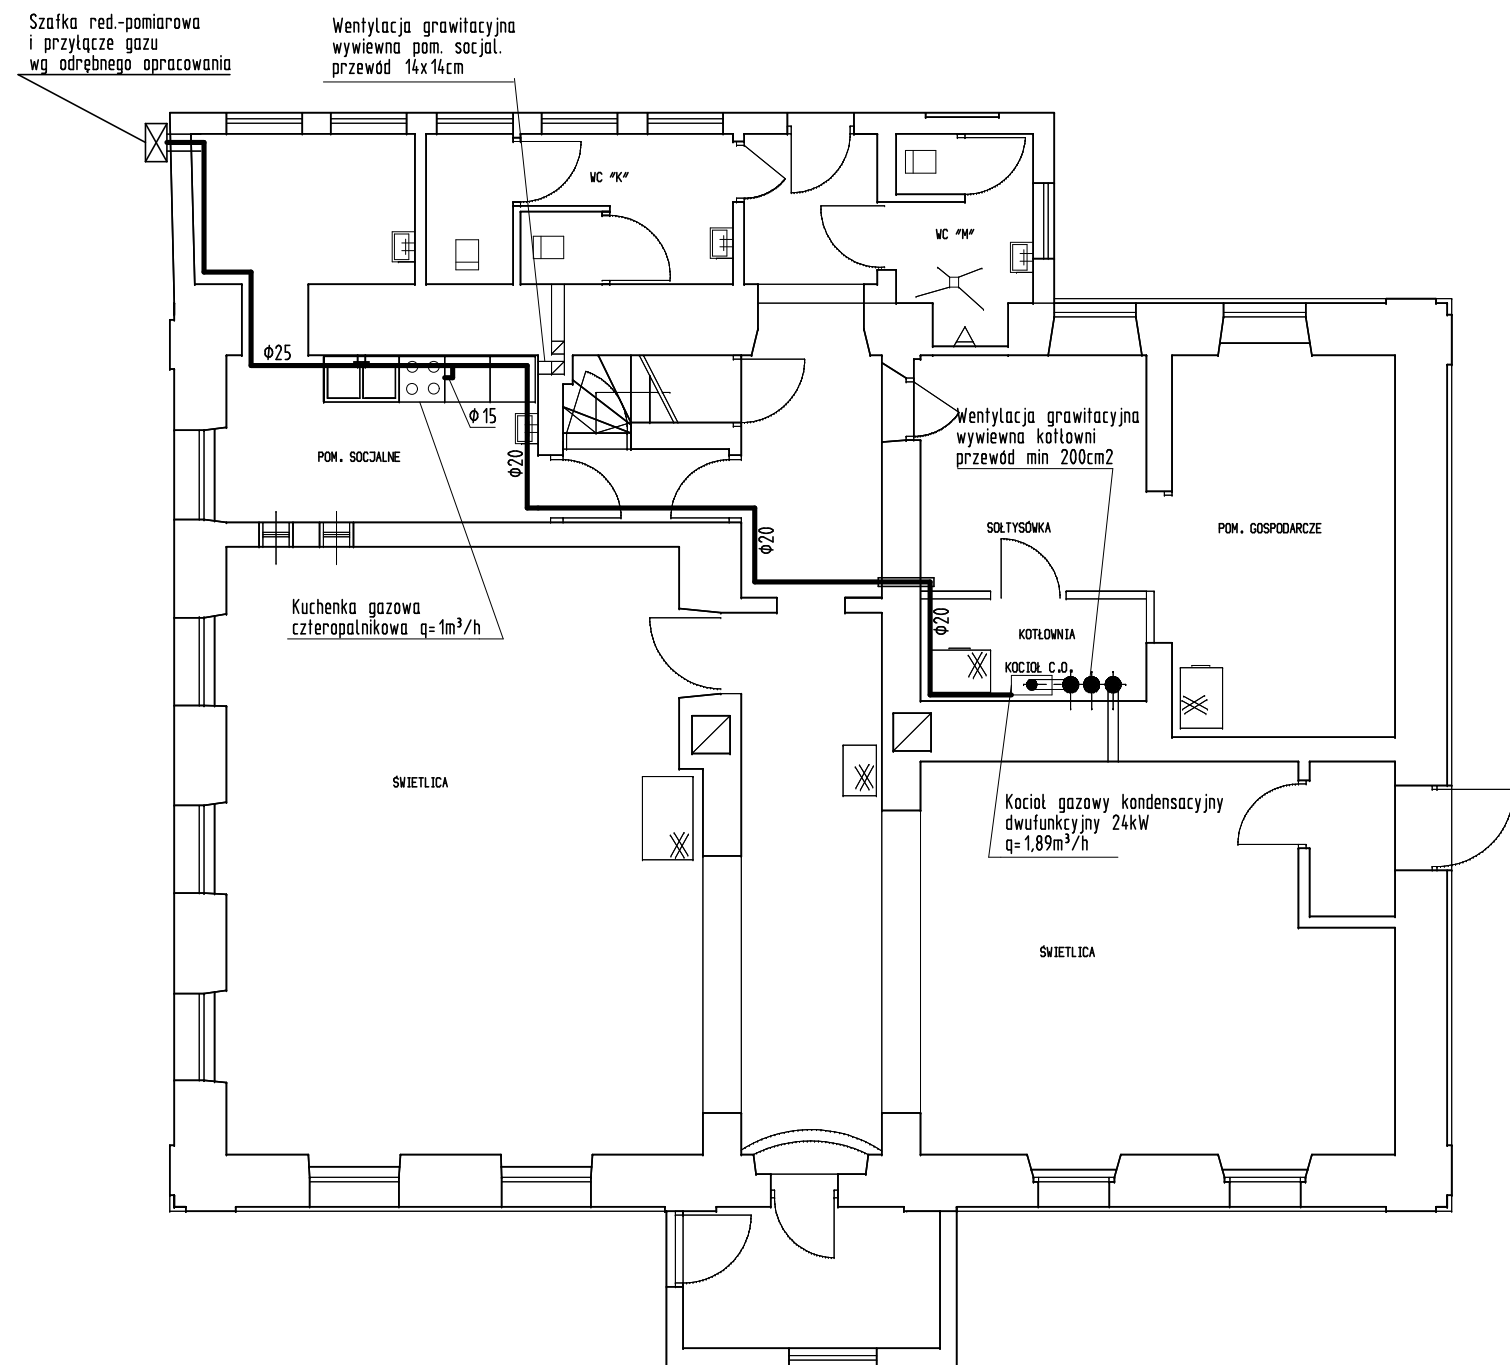 Szafka red.-pomiarowa
i przyłącze gazu
wg odrębnego opracowania
Wentylacja grawitacyjna
wywiewna pom. socjal.
przewód 14x14cm
WC "K"
WC "M"
Φ25
Φ15
Φ20
POM. SOCJALNE
Wentylacja grawitacyjna
wywiewna kotłowni
przewód min 200cm2
SOŁTYSÓWKA
POM. GOSPODARCZE
Φ20
Kuchenka gazowa
czteropalnikowa q=1m³/h
Φ20
KOTŁOWNIA
KOCIOŁ C.O.
ŚWIETLICA
Kocioł gazowy kondensacyjny
dwufunkcyjny 24kW
q=1,89m³/h
ŚWIETLICA